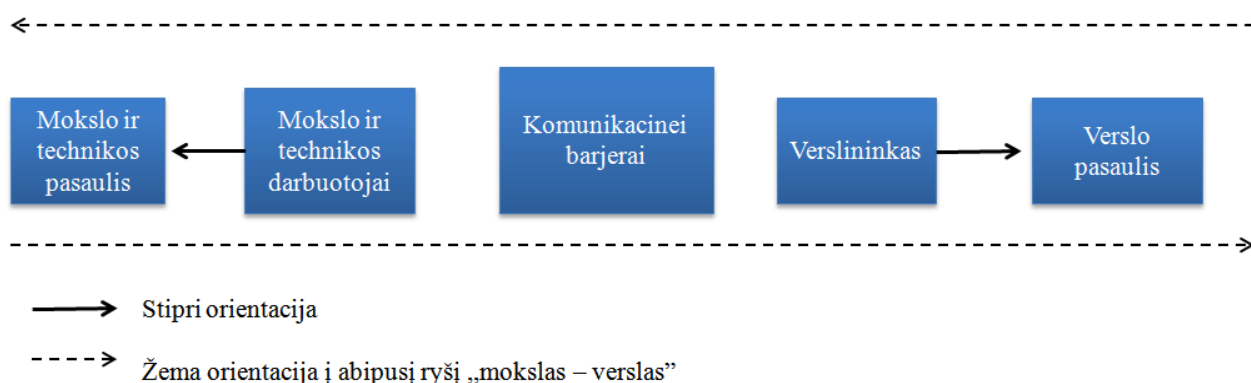 Mokslo ir
technikos
pasaulis
Mokslo ir
technikos
darbuotojai
Komunikacinei
barjerai
Verslininkas
Verslo
pasaulis
Stipri orientacija
Žema orientacija į abipusį ryšį „mokslas – verslas”